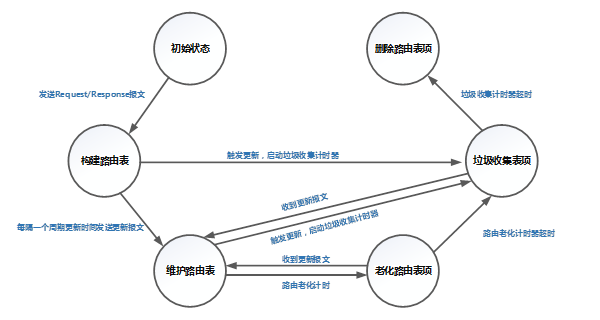 初始状态
删除路由表项
发送Request/Response报文
垃圾收集计时器超时
构建路由表
触发更新，启动垃圾收集计时器
垃圾收集表项
收到更新报文
触发更新，启动垃圾收集计时器
每隔一个周期更新时间发送更新报文
路由老化计时器超时
维护路由表
收到更新报文
老化路由表项
路由老化计时